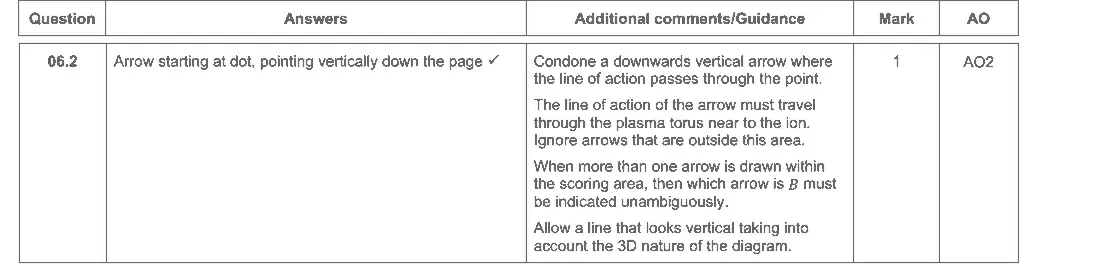 Question Answers Additional comments/Guidance Mark AO
06.2 Arrow starting at dot, pointing vertically down the page ✓ Condone a downwards vertical arrow where 1 AO2
the line of action passes through the point.
The line of action of the arrow must travel
through the plasma torus near to the ion.
Ignore arrows that are outside this area.
When more than one arrow is drawn within
the scoring area, then which arrow is B must
be indicated unambiguously.
Allow a line that looks vertical taking into
account the 3D nature of the diagram.